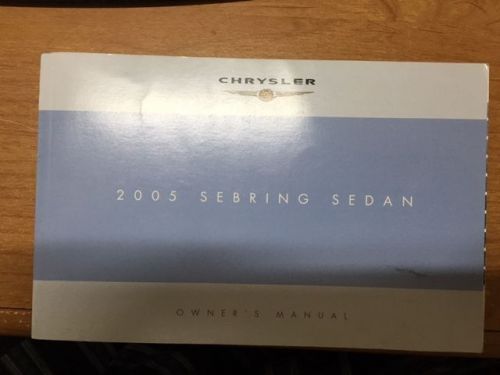 CHRYSLER
2005 SEBRING SEDAN
OWNER'S MANUAL